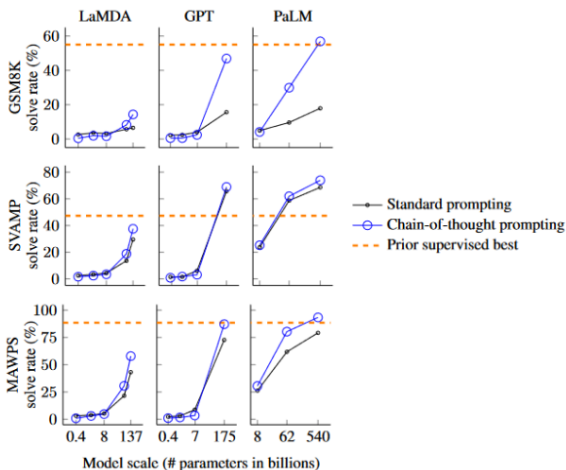 LaMDA GPT PaLM
GSM8K
solve rate (%)
60
40
20
0
SVAMP
solve rate (%)
80
60
40
20
0
Standard prompting
Chain-of-thought prompting
Prior supervised best
MAWPS
solve rate (%)
100
75
50
25
0
0.4 8 137 0.4 7 175 8 62 540
Model scale (# parameters in billions)